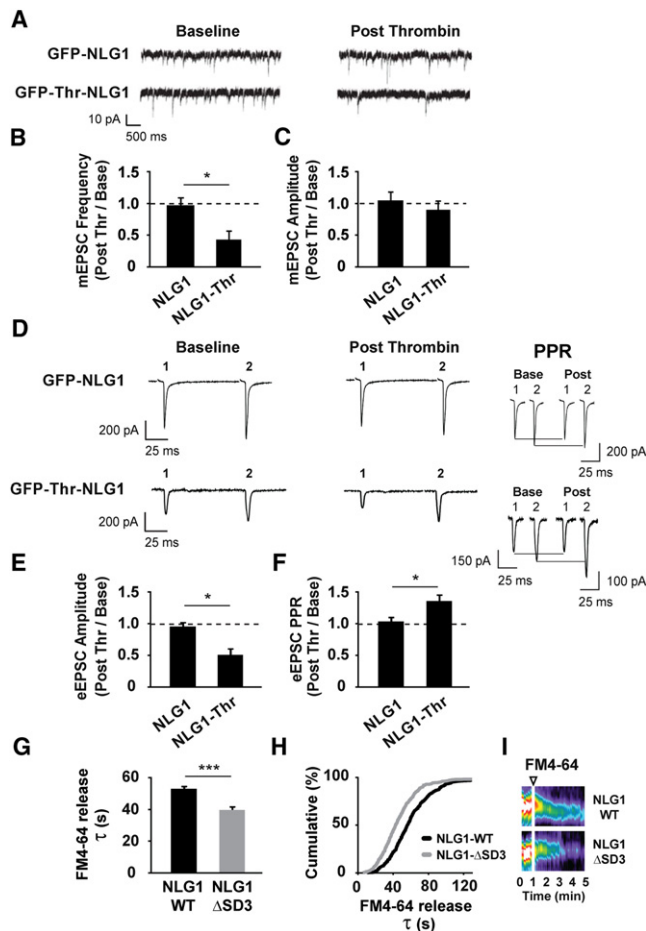 A
Baseline
Post Thrombin
GFP-NLG1
GFP-Thr-NLG1
10 pA
500 ms
B
mEPSC Frequency
(Post Thr / Base)
1.5
1.0
0.5
0
*
NLG1
NLG1-Thr
C
mEPSC Amplitude
(Post Thr / Base)
1.5
1.0
0.5
0
NLG1
NLG1-Thr
D
Baseline
Post Thrombin
PPR
GFP-NLG1
1
2
200 pA
25 ms
1
2
Base
Post
1 2 1 2
200 pA
25 ms
GFP-Thr-NLG1
1
2
200 pA
25 ms
1
2
Base
Post
1 2 1 2
150 pA
25 ms
100 pA
25 ms
E
eEPSC Amplitude
(Post Thr / Base)
1.5
1.0
0.5
0
*
NLG1
NLG1-Thr
F
eEPSC PPR
(Post Thr / Base)
1.5
1.0
0.5
0
*
NLG1
NLG1-Thr
G
FM4-64 release
τ (s)
60
40
20
0
***
NLG1
WT
NLG1
ΔSD3
H
Cumulative (%)
100
50
0
NLG1-WT
NLG1-ΔSD3
0 40 80 120
FM4-64 release
τ (s)
I
FM4-64
NLG1
WT
NLG1
ΔSD3
0 1 2 3 4 5
Time (min)